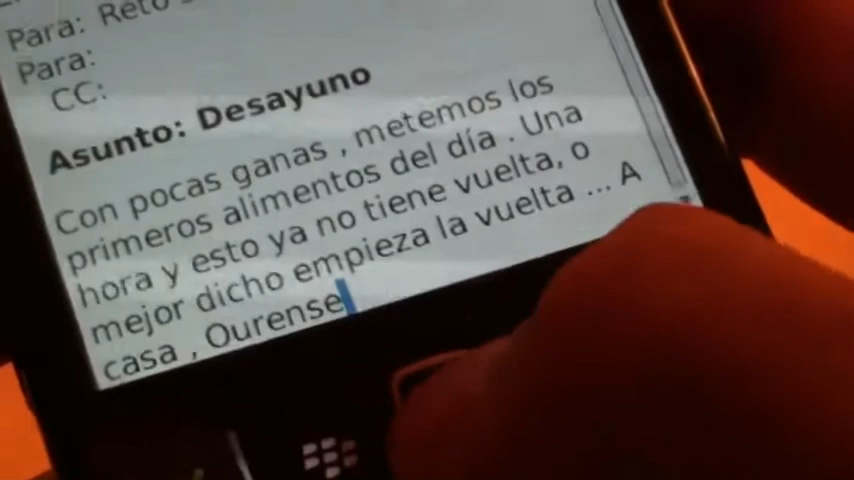 Para: Reto
Para:
CC:
Asunto: Desayuno
Con pocas ganas , metemos los
primeros alimentos del día . Una
hora y esto ya no tiene vuelta, o
mejor dicho empieza la vuelta ... A
casa , Ourense